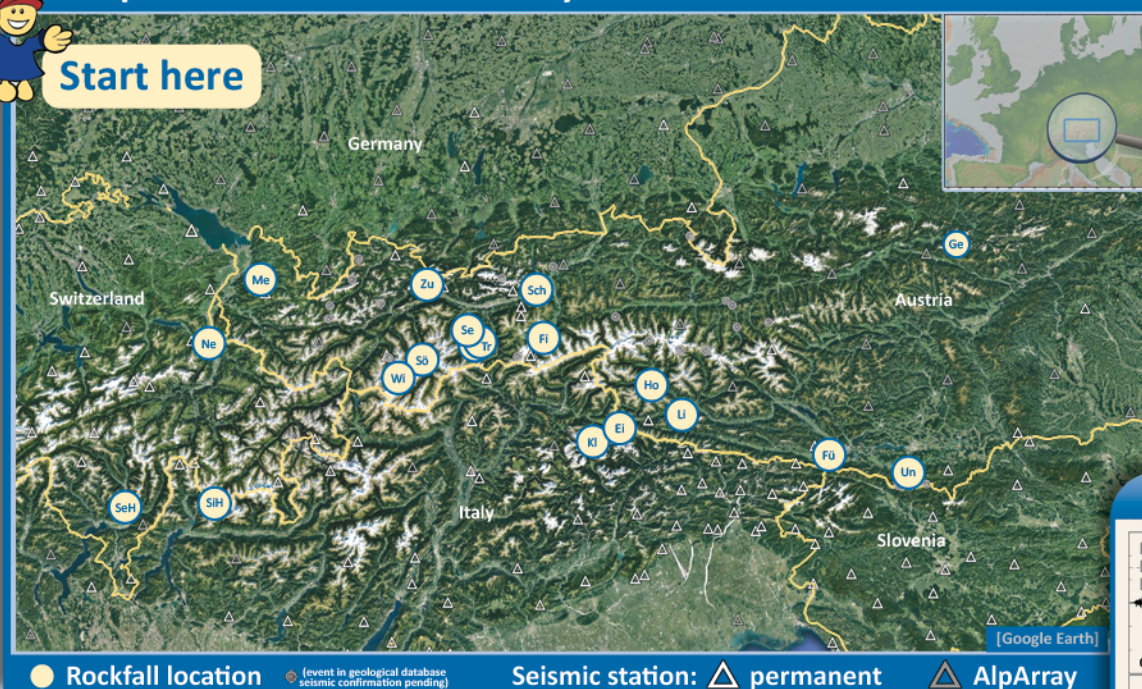 Start here
Germany
Ge
Me
Zu
Sch
Switzerland
Austria
Se
Tr
Fi
Ne
Sö
Wi
Ho
Li
Ei
Kl
Fü
Un
SeH
SiH
Italy
Slovenia
[Google Earth]
Rockfall location
(event in geological database
seismic confirmation pending)
Seismic station:
permanent
AlpArray